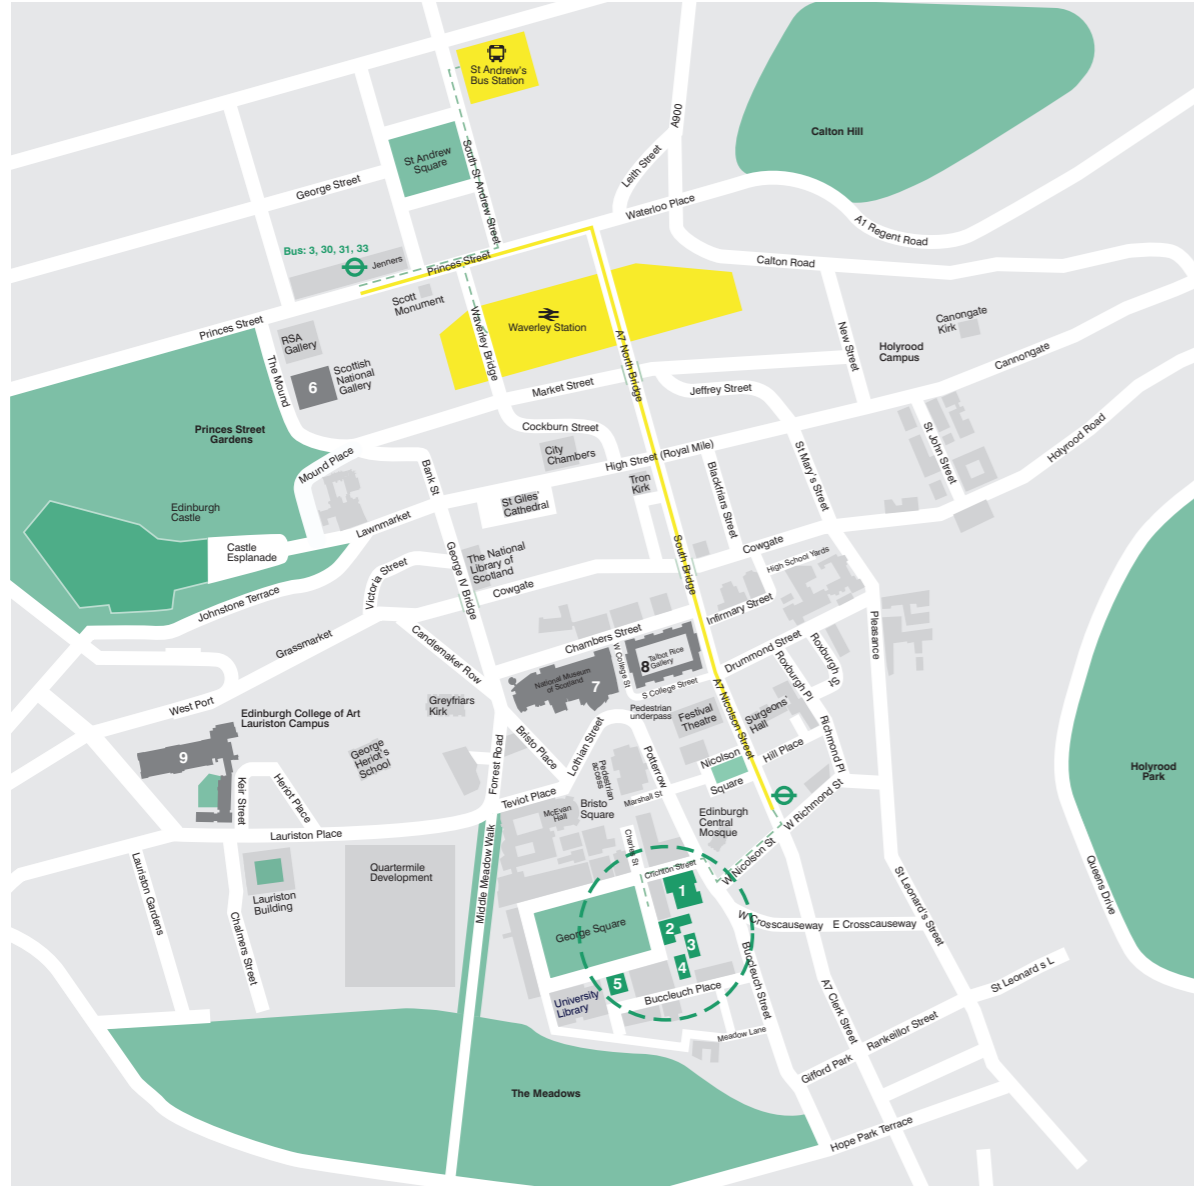 St Andrew's
Bus Station
A900
Calton Hill
St Andrew
Square
South St Andrew Street
Leith Street
George Street
Waterloo Place
A1 Regent Road
Bus: 3, 30, 31, 33
Jenners
Princes Street
Calton Road
Scott
Monument
Waverley Station
Waverley Bridge
A7 North Bridge
New Street
Canongate
Kirk
Holyrood
Campus
Cannongate
Princes Street
RSA
Gallery
The Mound
Scottish
National
Gallery
6
Market Street
Jeffrey Street
Princes Street
Gardens
Cockburn Street
City
Chambers
High Street (Royal Mile)
St Mary's Street
St John Street
Holyrood Road
Mound Place
Bank St
Tron
Kirk
Blackfriars Street
Edinburgh
Castle
St Giles'
Cathedral
Lawnmarket
Castle
Esplanade
Cowgate
South Bridge
High School Yards
George IV Bridge
The National
Library of
Scotland
Victoria Street
Cowgate
Johnstone Terrace
Infirmary Street
Pleasance
Grassmarket
Candlemaker Row
Chambers Street
W College St
8
Talbot Rice
Gallery
Drummond Street
Roxburgh St
Roxburgh Pl
National Museum
of Scotland
7
S College Street
A7 Nicolson Street
West Port
Edinburgh College of Art
Lauriston Campus
Greyfriars
Kirk
Pedestrian
underpass
Festival
Theatre
Surgeons'
Hall
Richmond Pl
Bristo Place
Lothian Street
Potterrow
Nicolson
Square
Hill Place
9
George
Heriot's
School
Forrest Road
Pedestrian
access
Holyrood
Park
Keir Street
Heriot Place
Teviot Place
McEvan
Hall
Bristo
Square
Marshall St
Edinburgh
Central
Mosque
W Richmond St
Lauriston Place
Middle Meadow Walk
Charles St
W Nicolson St
Lauriston Gardens
Quartermile
Development
Crichton Street
Queens Drive
Lauriston
Building
1
St Leonard's Street
Chalmers Street
George Square
2
W Crosscauseway
E Crosscauseway
3
4
5
Buccleuch Street
University
Library
Buccleuch Place
A7 Clerk Street
St Leonard's L
Meadow Lane
Rankeillor Street
Gifford Park
The Meadows
Hope Park Terrace